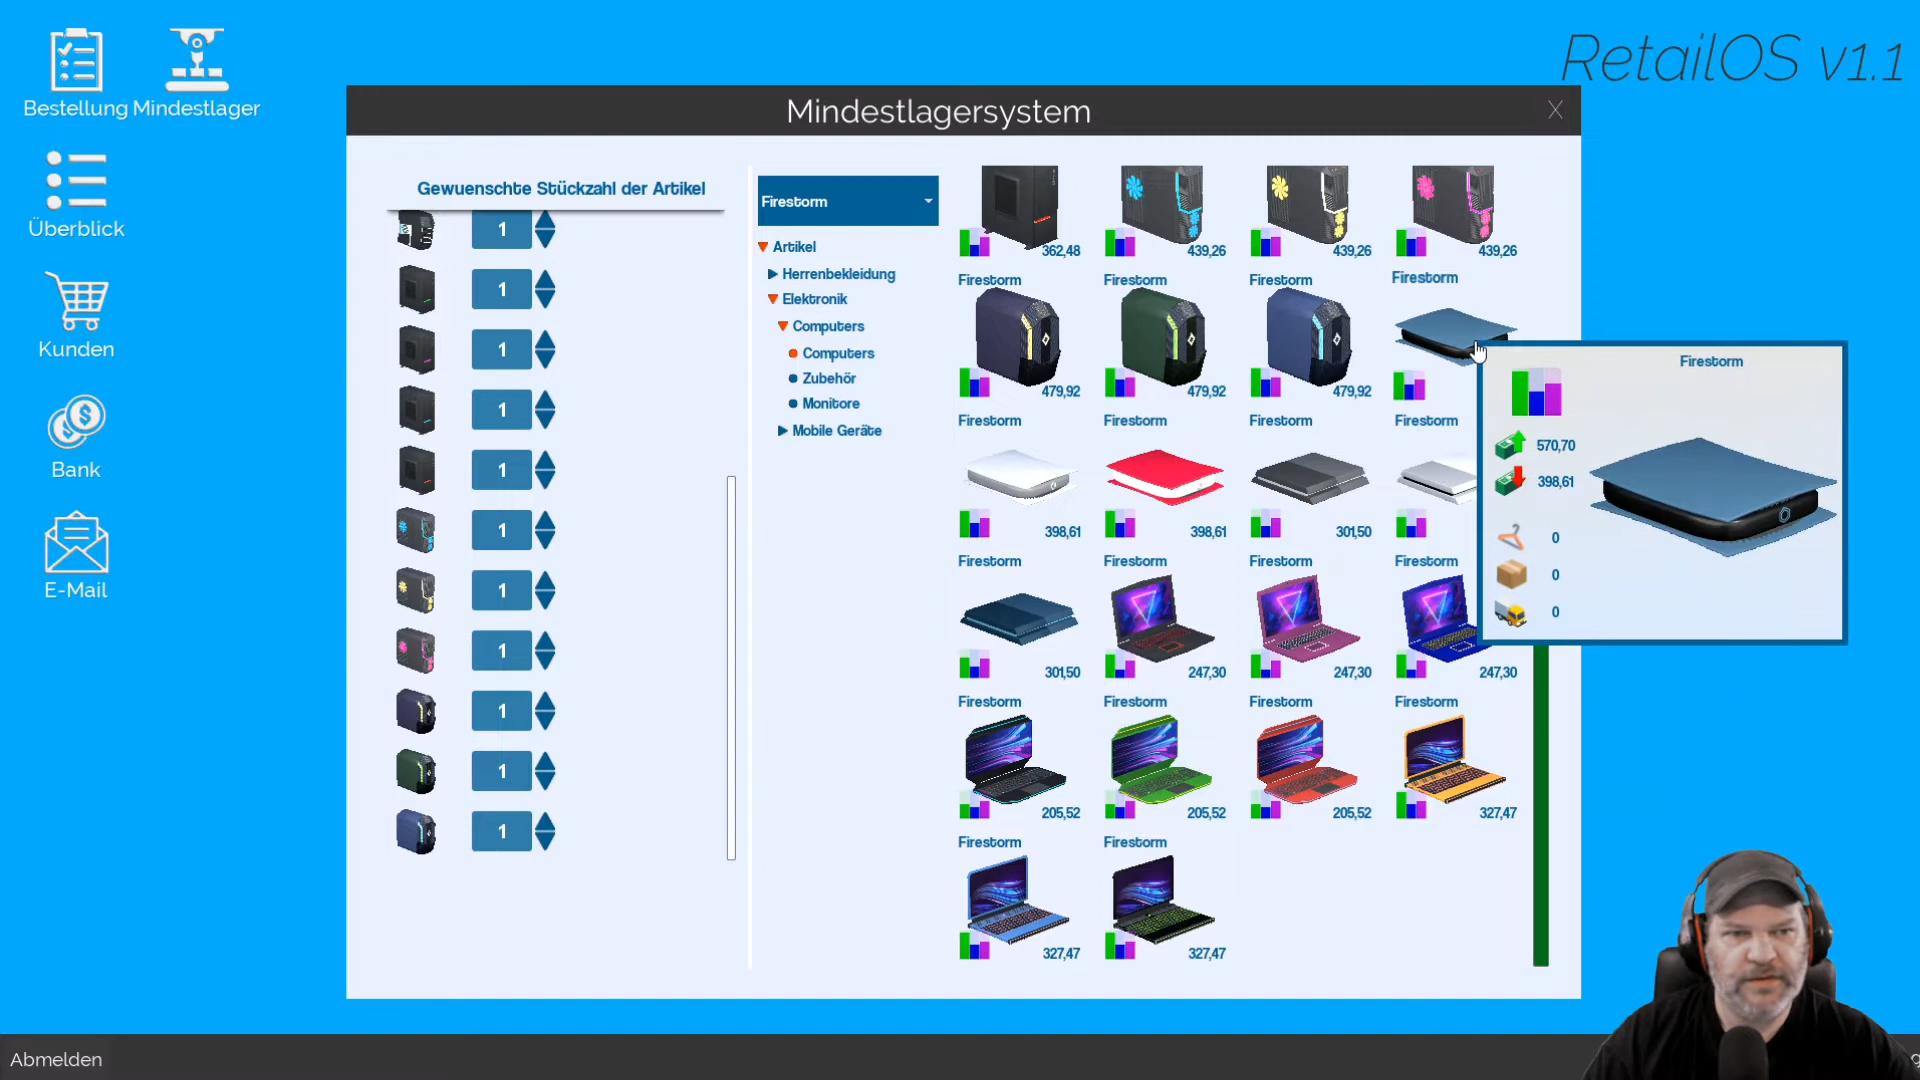 RetailOS v1.1
Bestellung
Mindestlager
Überblick
Kunden
Bank
E-Mail
Mindestlagersystem
X
Gewuenschte Stückzahl der Artikel
1
1
1
1
1
1
1
1
1
1
1
Firestorm
Artikel
Herrenbekleidung
Elektronik
Computers
Computers
Zubehör
Monitore
Mobile Geräte
362,48
439,26
439,26
439,26
Firestorm
Firestorm
Firestorm
Firestorm
479,92
479,92
479,92
Firestorm
Firestorm
Firestorm
Firestorm
398,61
398,61
301,50
Firestorm
Firestorm
Firestorm
Firestorm
301,50
247,30
247,30
247,30
Firestorm
Firestorm
Firestorm
Firestorm
205,52
205,52
205,52
327,47
Firestorm
Firestorm
327,47
327,47
Firestorm
570,70
398,61
0
0
0
Abmelden